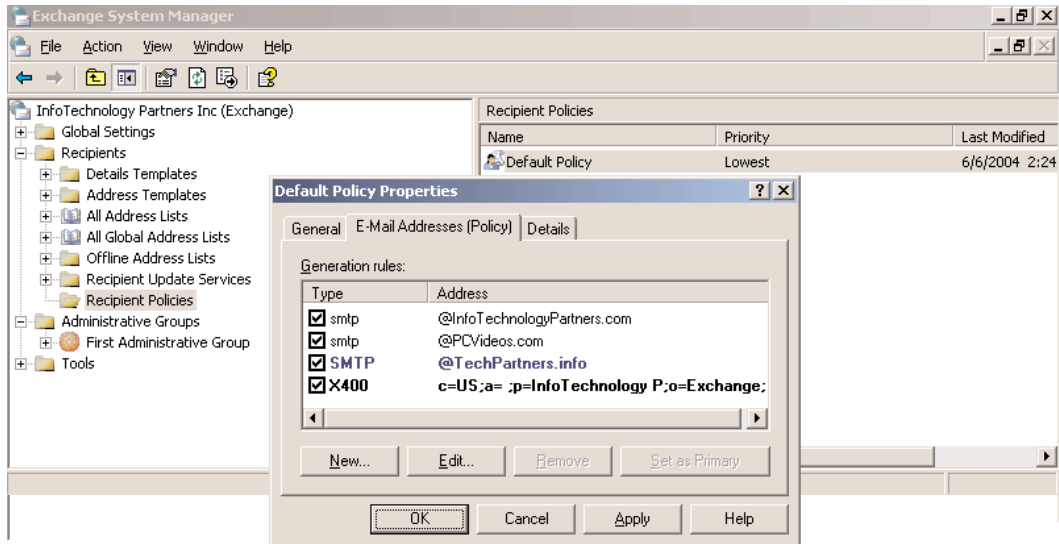 Exchange System Manager
File Action View Window Help
InfoTechnology Partners Inc (Exchange)
Global Settings
Recipients
Details Templates
Address Templates
All Address Lists
All Global Address Lists
Offline Address Lists
Recipient Update Services
Recipient Policies
Administrative Groups
First Administrative Group
Tools
Recipient Policies
Name Priority Last Modified
Default Policy Lowest 6/6/2004 2:24
Default Policy Properties
General E-Mail Addresses (Policy) Details
Generation rules:
Type Address
smtp @InfoTechnologyPartners.com
smtp @PCVideos.com
SMTP @TechPartners.info
X400 c=US;a= ;p=InfoTechnology P;o=Exchange;
New... Edit... Remove Set as Primary
OK Cancel Apply Help